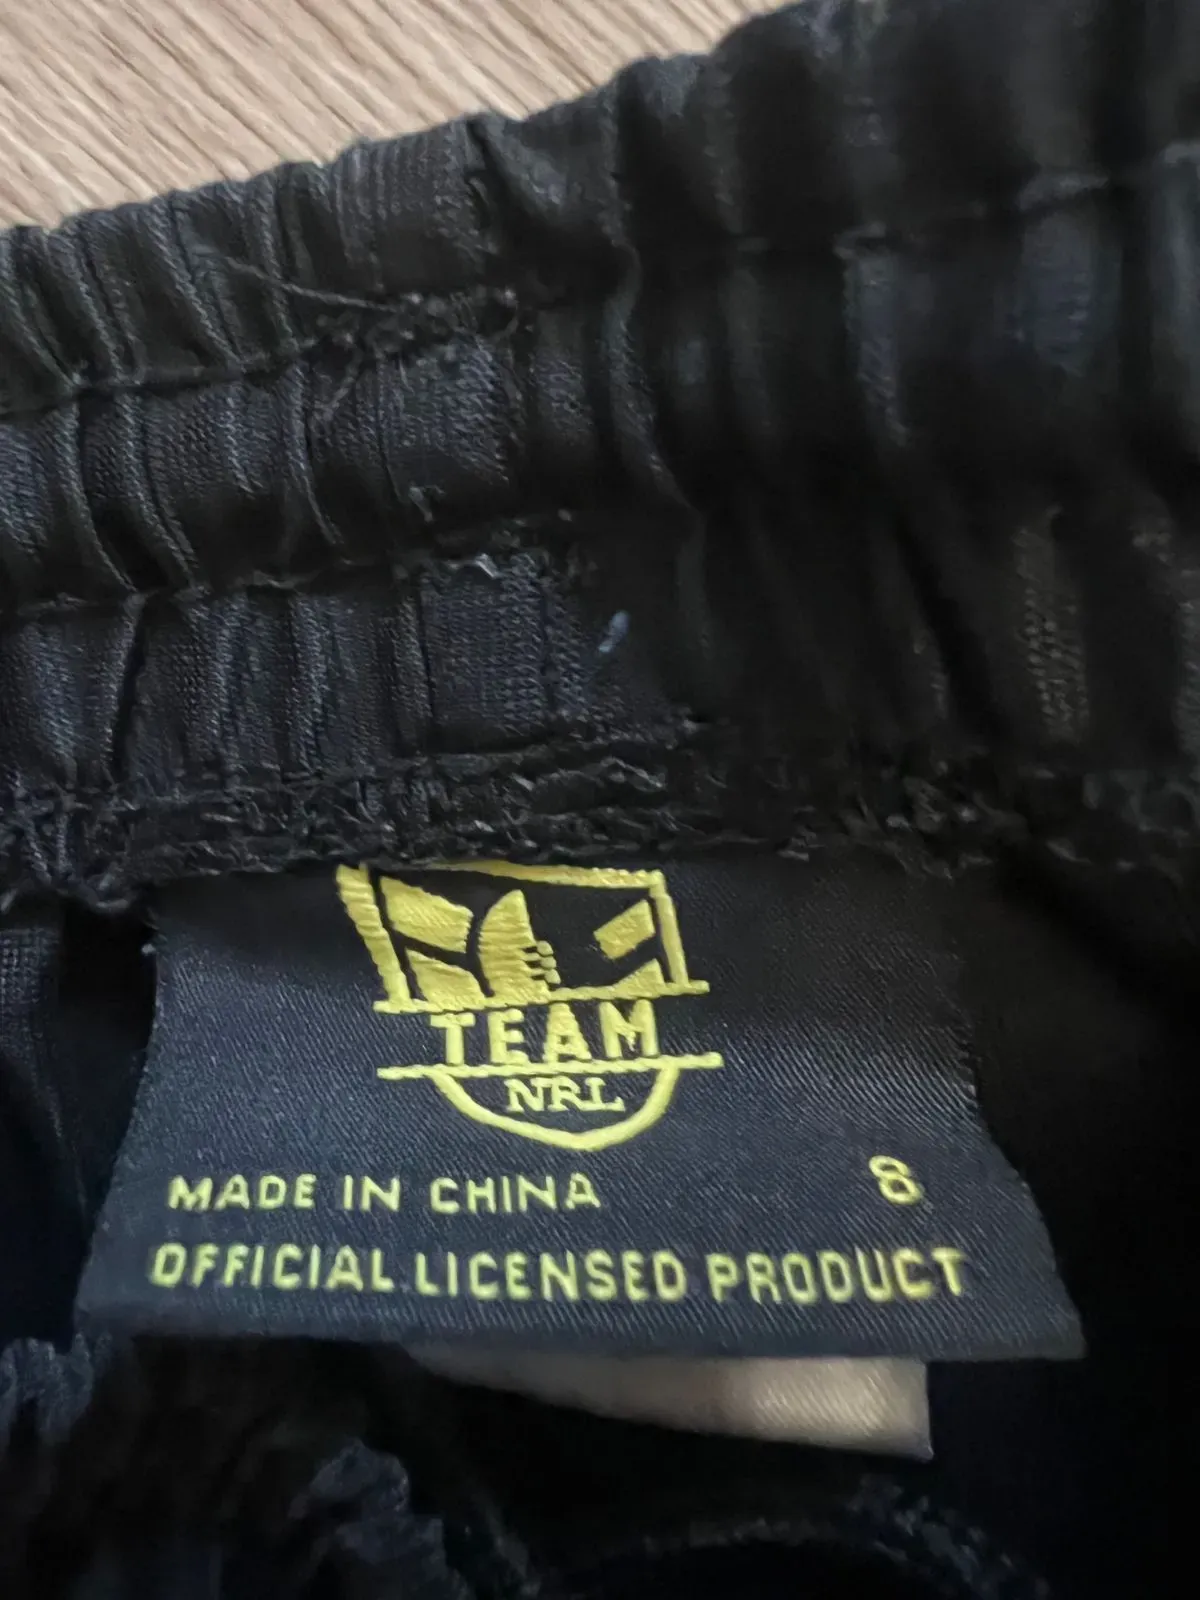 TEAM
NRL
MADE IN CHINA 8
OFFICIAL LICENSED PRODUCT